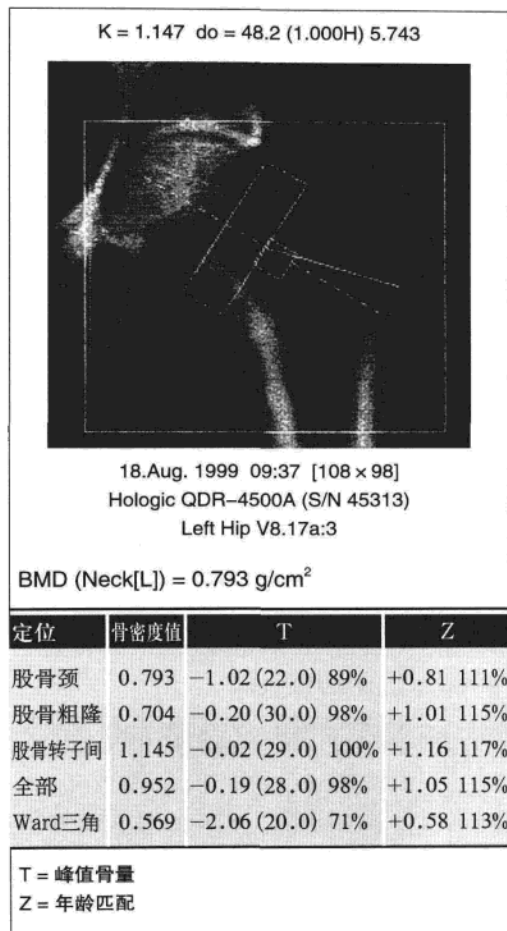 K = 1.147 do = 48.2 (1.000H) 5.743
18.Aug. 1999 09:37 [108 × 98]
Hologic QDR-4500A (S/N 45313)
Left Hip V8.17a:3
BMD (Neck[L]) = 0.793 g/cm²
定位 骨密度值 T Z
股骨颈 0.793 −1.02 (22.0) 89% +0.81 111%
股骨粗隆 0.704 −0.20 (30.0) 98% +1.01 115%
股骨转子间 1.145 −0.02 (29.0) 100% +1.16 117%
全部 0.952 −0.19 (28.0) 98% +1.05 115%
Ward三角 0.569 −2.06 (20.0) 71% +0.58 113%
T = 峰值骨量
Z = 年龄匹配